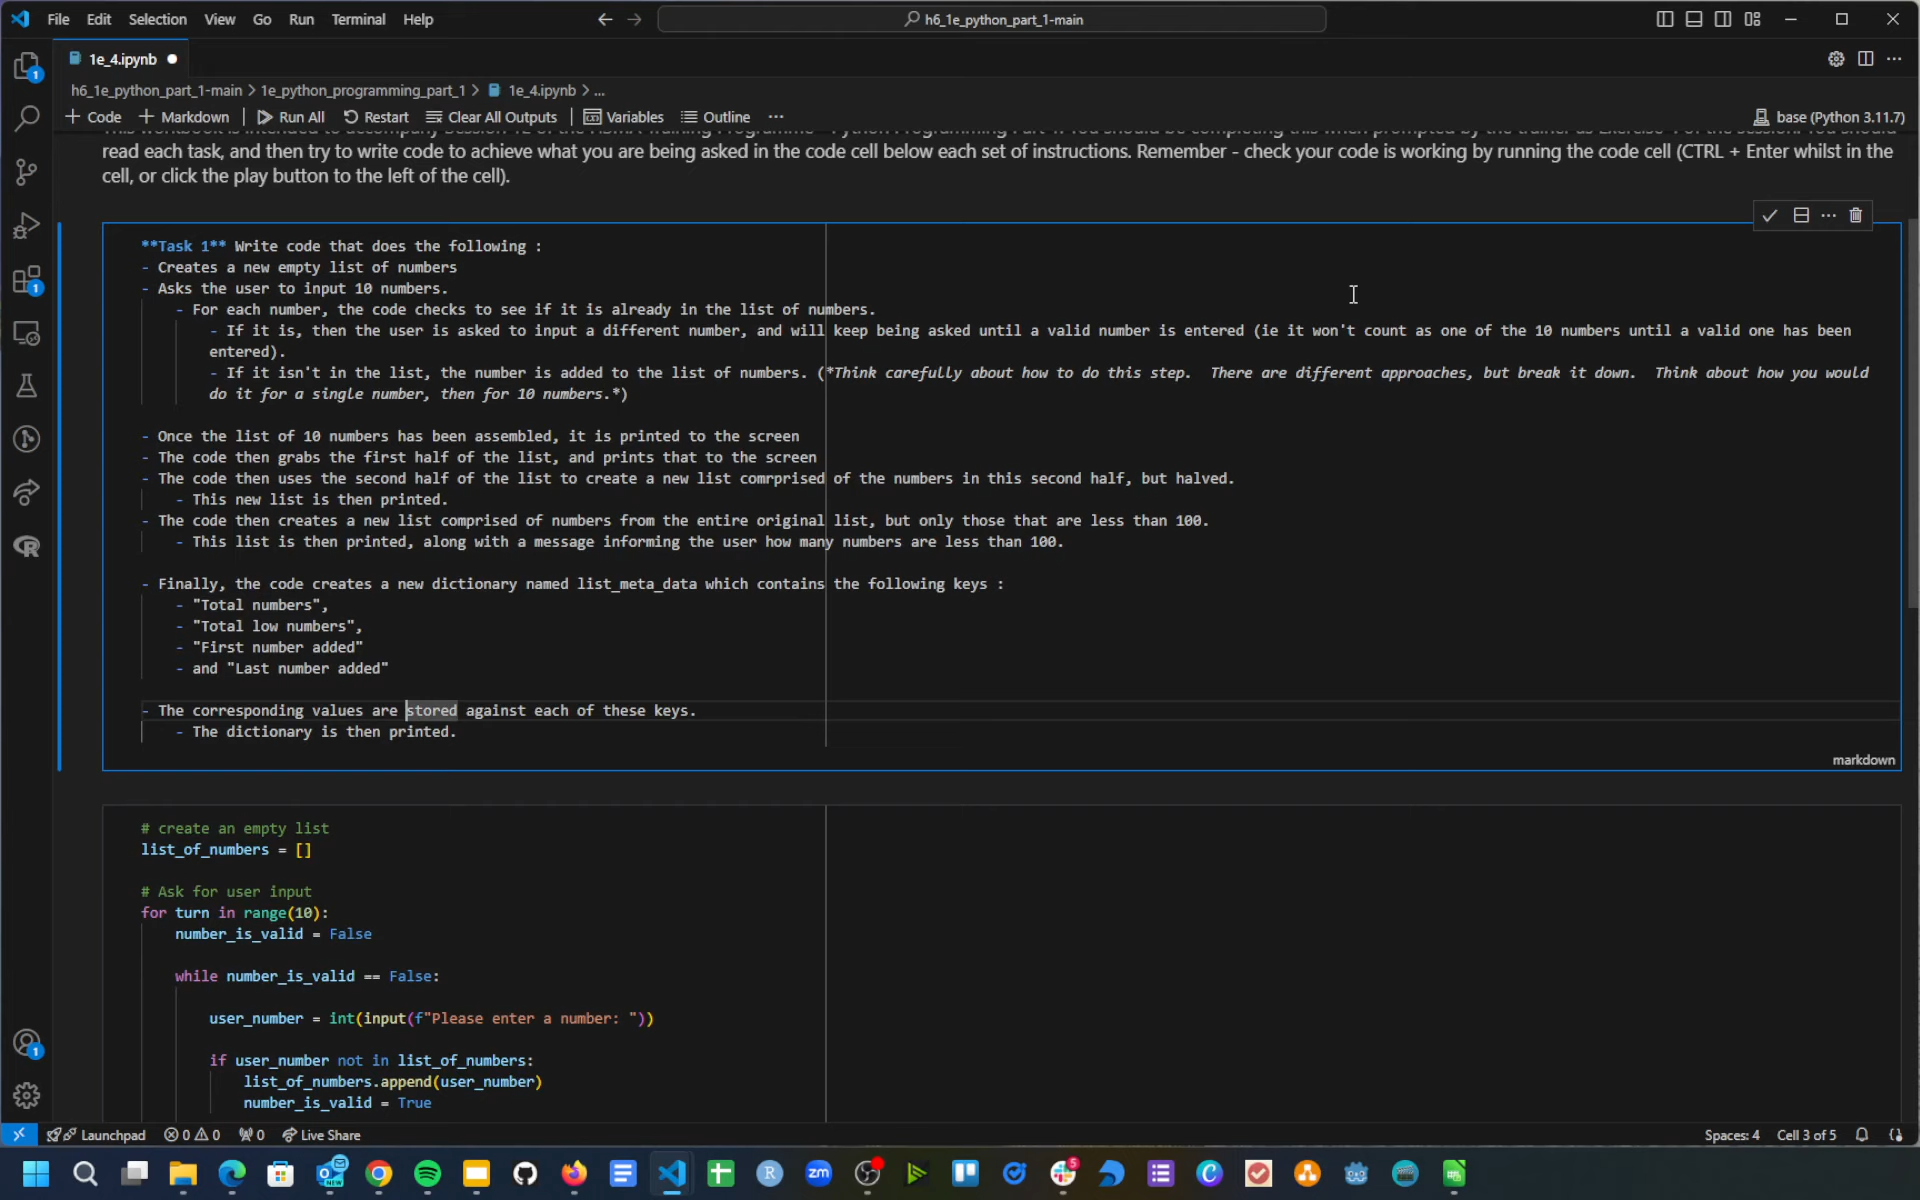 File Edit Selection View Go Run Terminal Help
h6_1e_python_part_1-main
1e_4.ipynb
h6_1e_python_part_1-main > 1e_python_programming_part_1 > 1e_4.ipynb > ...
+ Code + Markdown Run All Restart Clear All Outputs Variables Outline ... base (Python 3.11.7)
read each task, and then try to write code to achieve what you are being asked in the code cell below each set of instructions. Remember - check your code is working by running the code cell (CTRL + Enter whilst in the
cell, or click the play button to the left of the cell).
**Task 1** Write code that does the following :
- Creates a new empty list of numbers
- Asks the user to input 10 numbers.
- For each number, the code checks to see if it is already in the list of numbers.
- If it is, then the user is asked to input a different number, and will keep being asked until a valid number is entered (ie it won't count as one of the 10 numbers until a valid one has been
entered).
- If it isn't in the list, the number is added to the list of numbers. (*Think carefully about how to do this step.  There are different approaches, but break it down.  Think about how you would
do it for a single number, then for 10 numbers.*)
- Once the list of 10 numbers has been assembled, it is printed to the screen
- The code then grabs the first half of the list, and prints that to the screen
- The code then uses the second half of the list to create a new list comrprised of the numbers in this second half, but halved.
- This new list is then printed.
- The code then creates a new list comprised of numbers from the entire original list, but only those that are less than 100.
- This list is then printed, along with a message informing the user how many numbers are less than 100.
- Finally, the code creates a new dictionary named list_meta_data which contains the following keys :
- "Total numbers",
- "Total low numbers",
- "First number added"
- and "Last number added"
- The corresponding values are stored against each of these keys.
- The dictionary is then printed.
markdown
# create an empty list
list_of_numbers = []
# Ask for user input
for turn in range(10):
number_is_valid = False
while number_is_valid == False:
user_number = int(input(f"Please enter a number: "))
if user_number not in list_of_numbers:
list_of_numbers.append(user_number)
number_is_valid = True
Launchpad 0 0 0 Live Share Spaces: 4 Cell 3 of 5